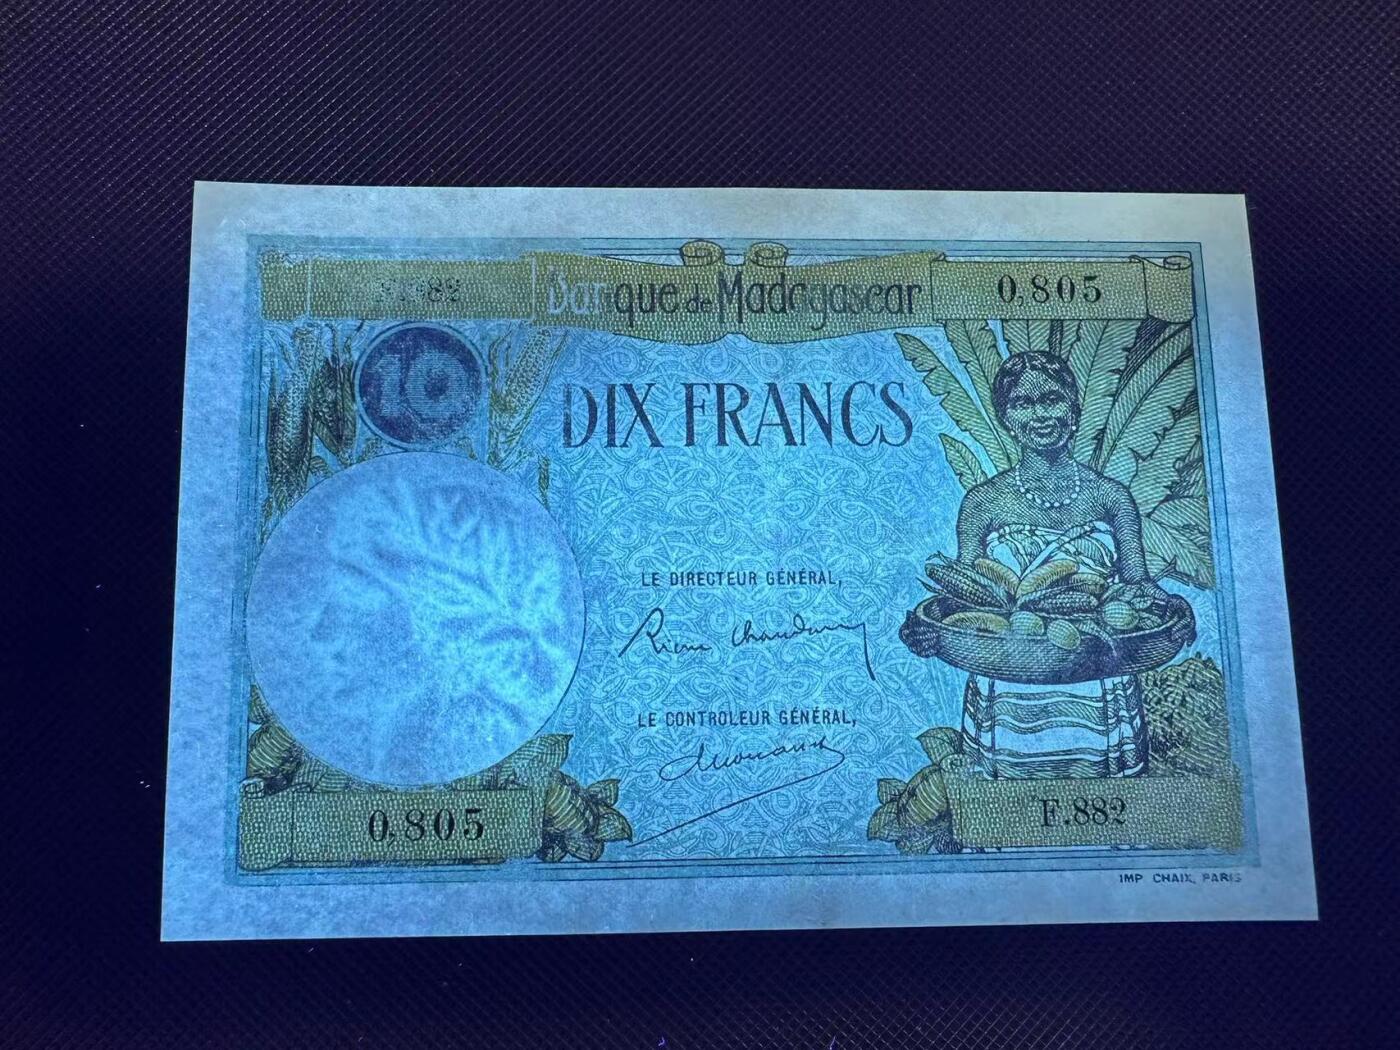 Banque de Madagascar
0,805
10
DIX FRANCS
LE DIRECTEUR GÉNÉRAL,
LE CONTROLEUR GÉNÉRAL,
0,805
F.882
IMP CHAIX, PARIS